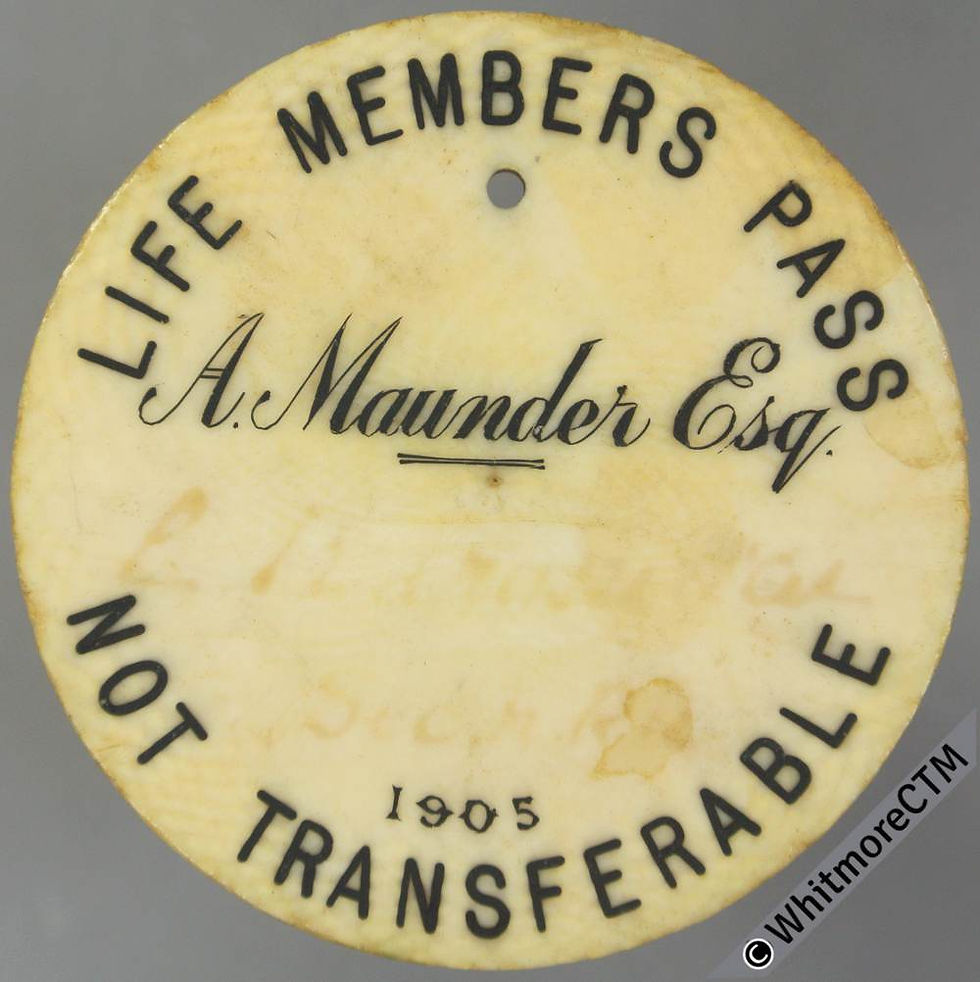 LIFE MEMBERS PASS
A. Maunder Esq.
1905
NOT TRANSFERABLE
© WhitmoreCTM